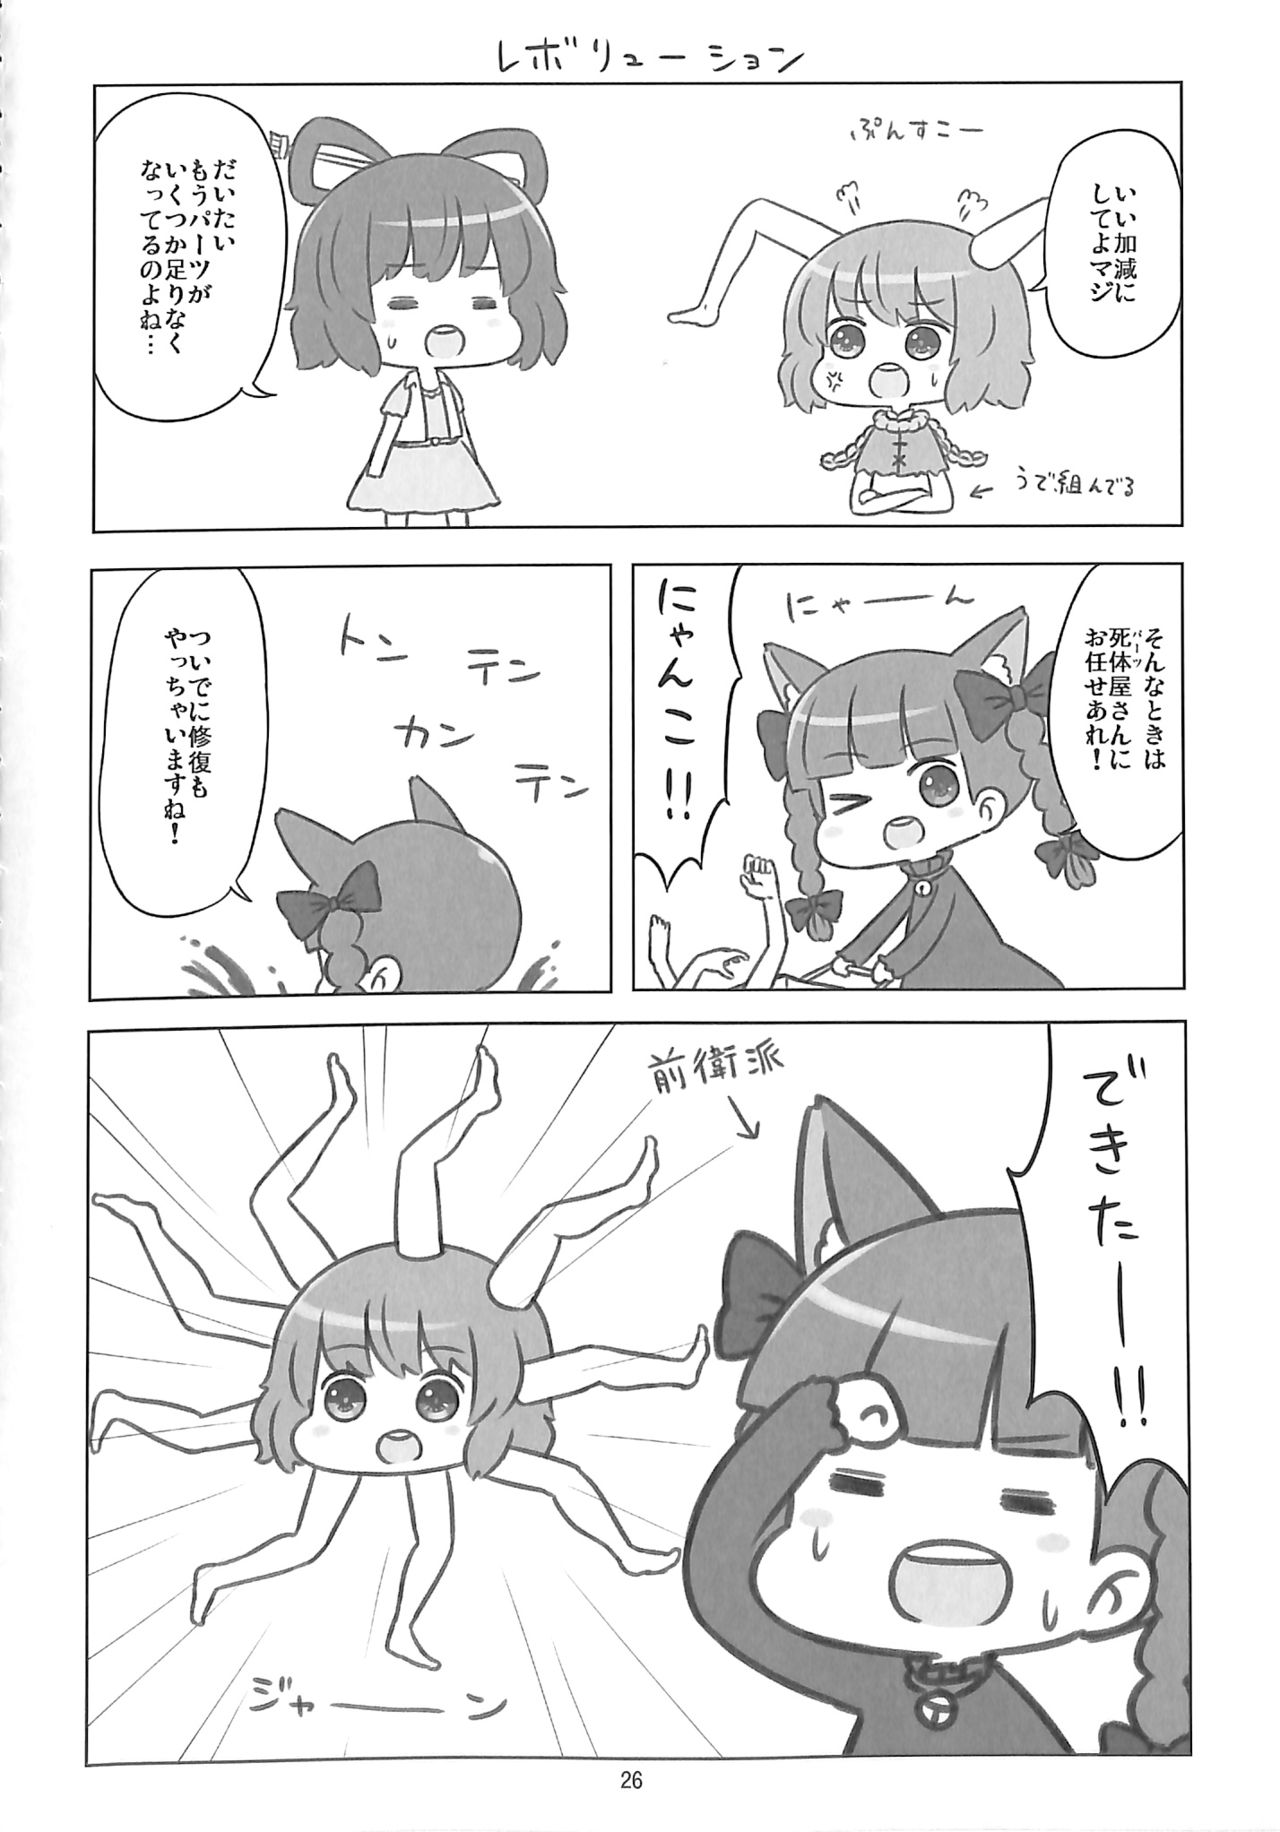 レボリューション
いい加減に
してよマジ
ぷんすこー
うで組んでる
だいたい
もうパーツが
いくつか足りなく
なってるのよね…
そんなときは
死体屋さんに
パーツ
お任せあれ！
にゃーーん
にゃんこ!!
トン
テン
カン
テン
ついでに修復も
やっちゃいますね！
できたーー!!
前衛派
ジャーーン
26